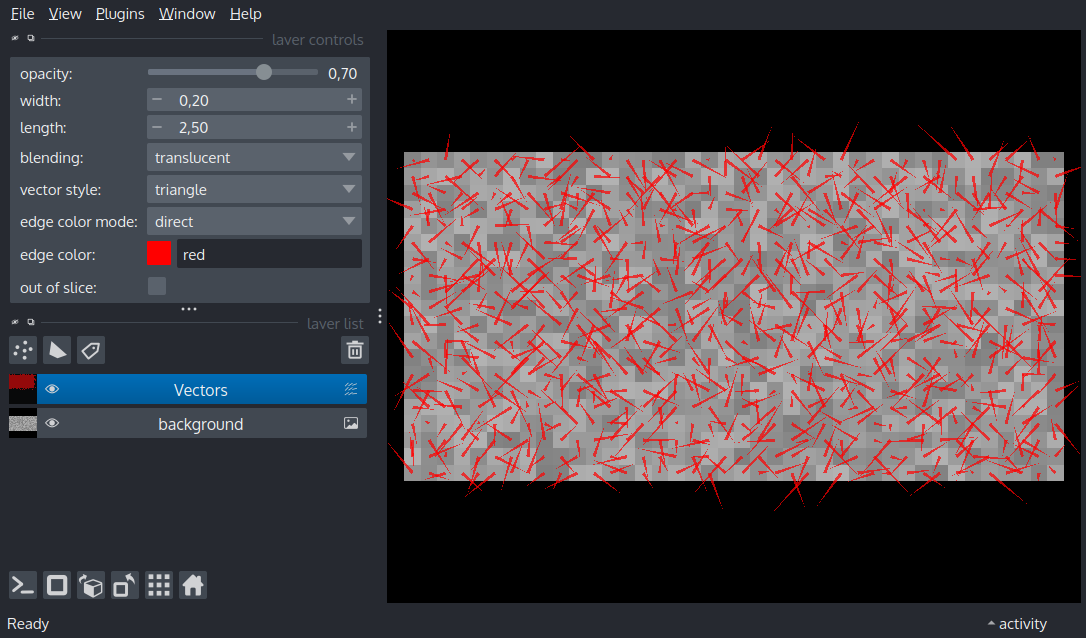 File View Plugins Window Help
layer controls
opacity: 0,70
width: 0,20
length: 2,50
blending: translucent
vector style: triangle
edge color mode: direct
edge color: red
out of slice:
layer list
Vectors
background
Ready
activity